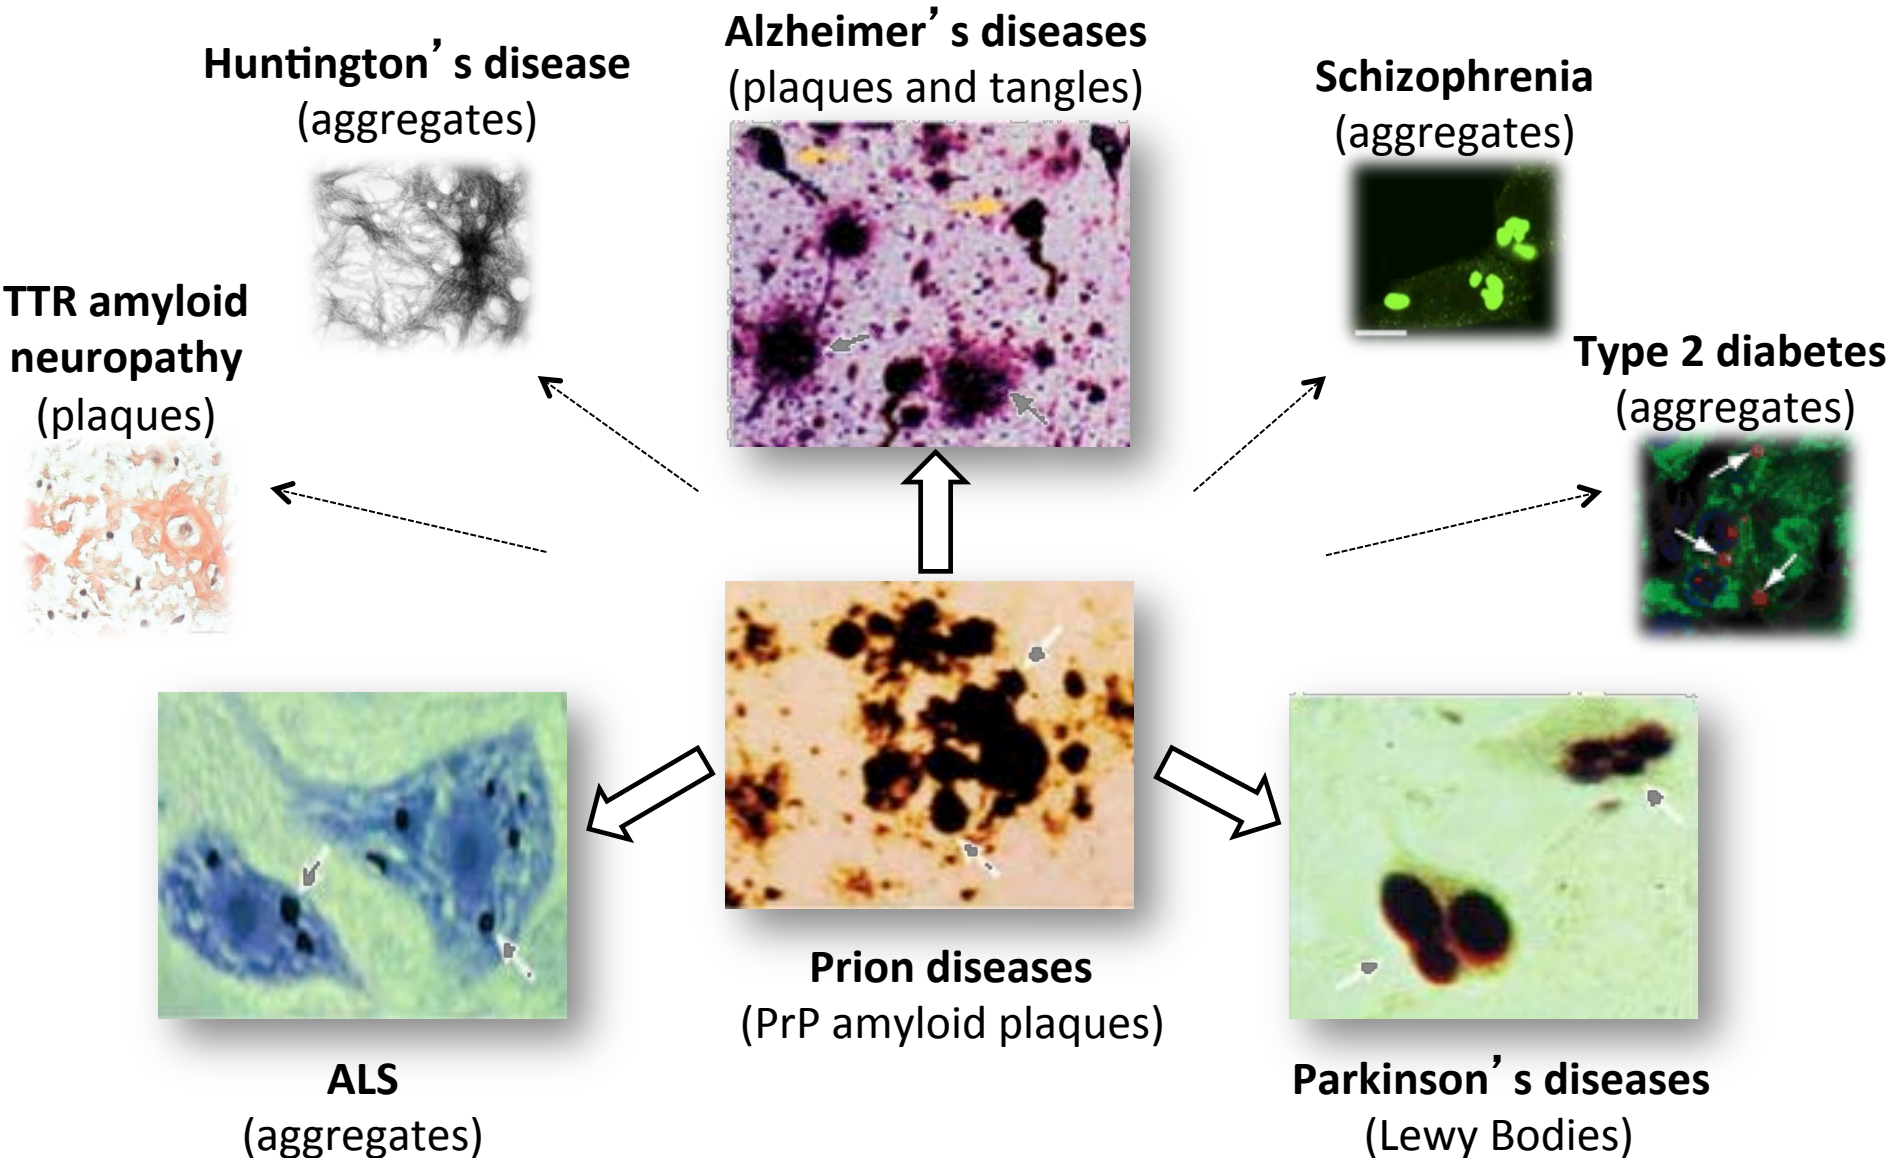 Huntington’s disease
(aggregates)
Alzheimer’s diseases
(plaques and tangles)
Schizophrenia
(aggregates)
TTR amyloid
neuropathy
(plaques)
Type 2 diabetes
(aggregates)
Prion diseases
(PrP amyloid plaques)
ALS
(aggregates)
Parkinson’s diseases
(Lewy Bodies)